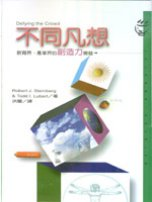 Defying the Crowd
不同凡想
Robert J. Sternberg
& Todd I. Lubart／著
洪蘭／譯